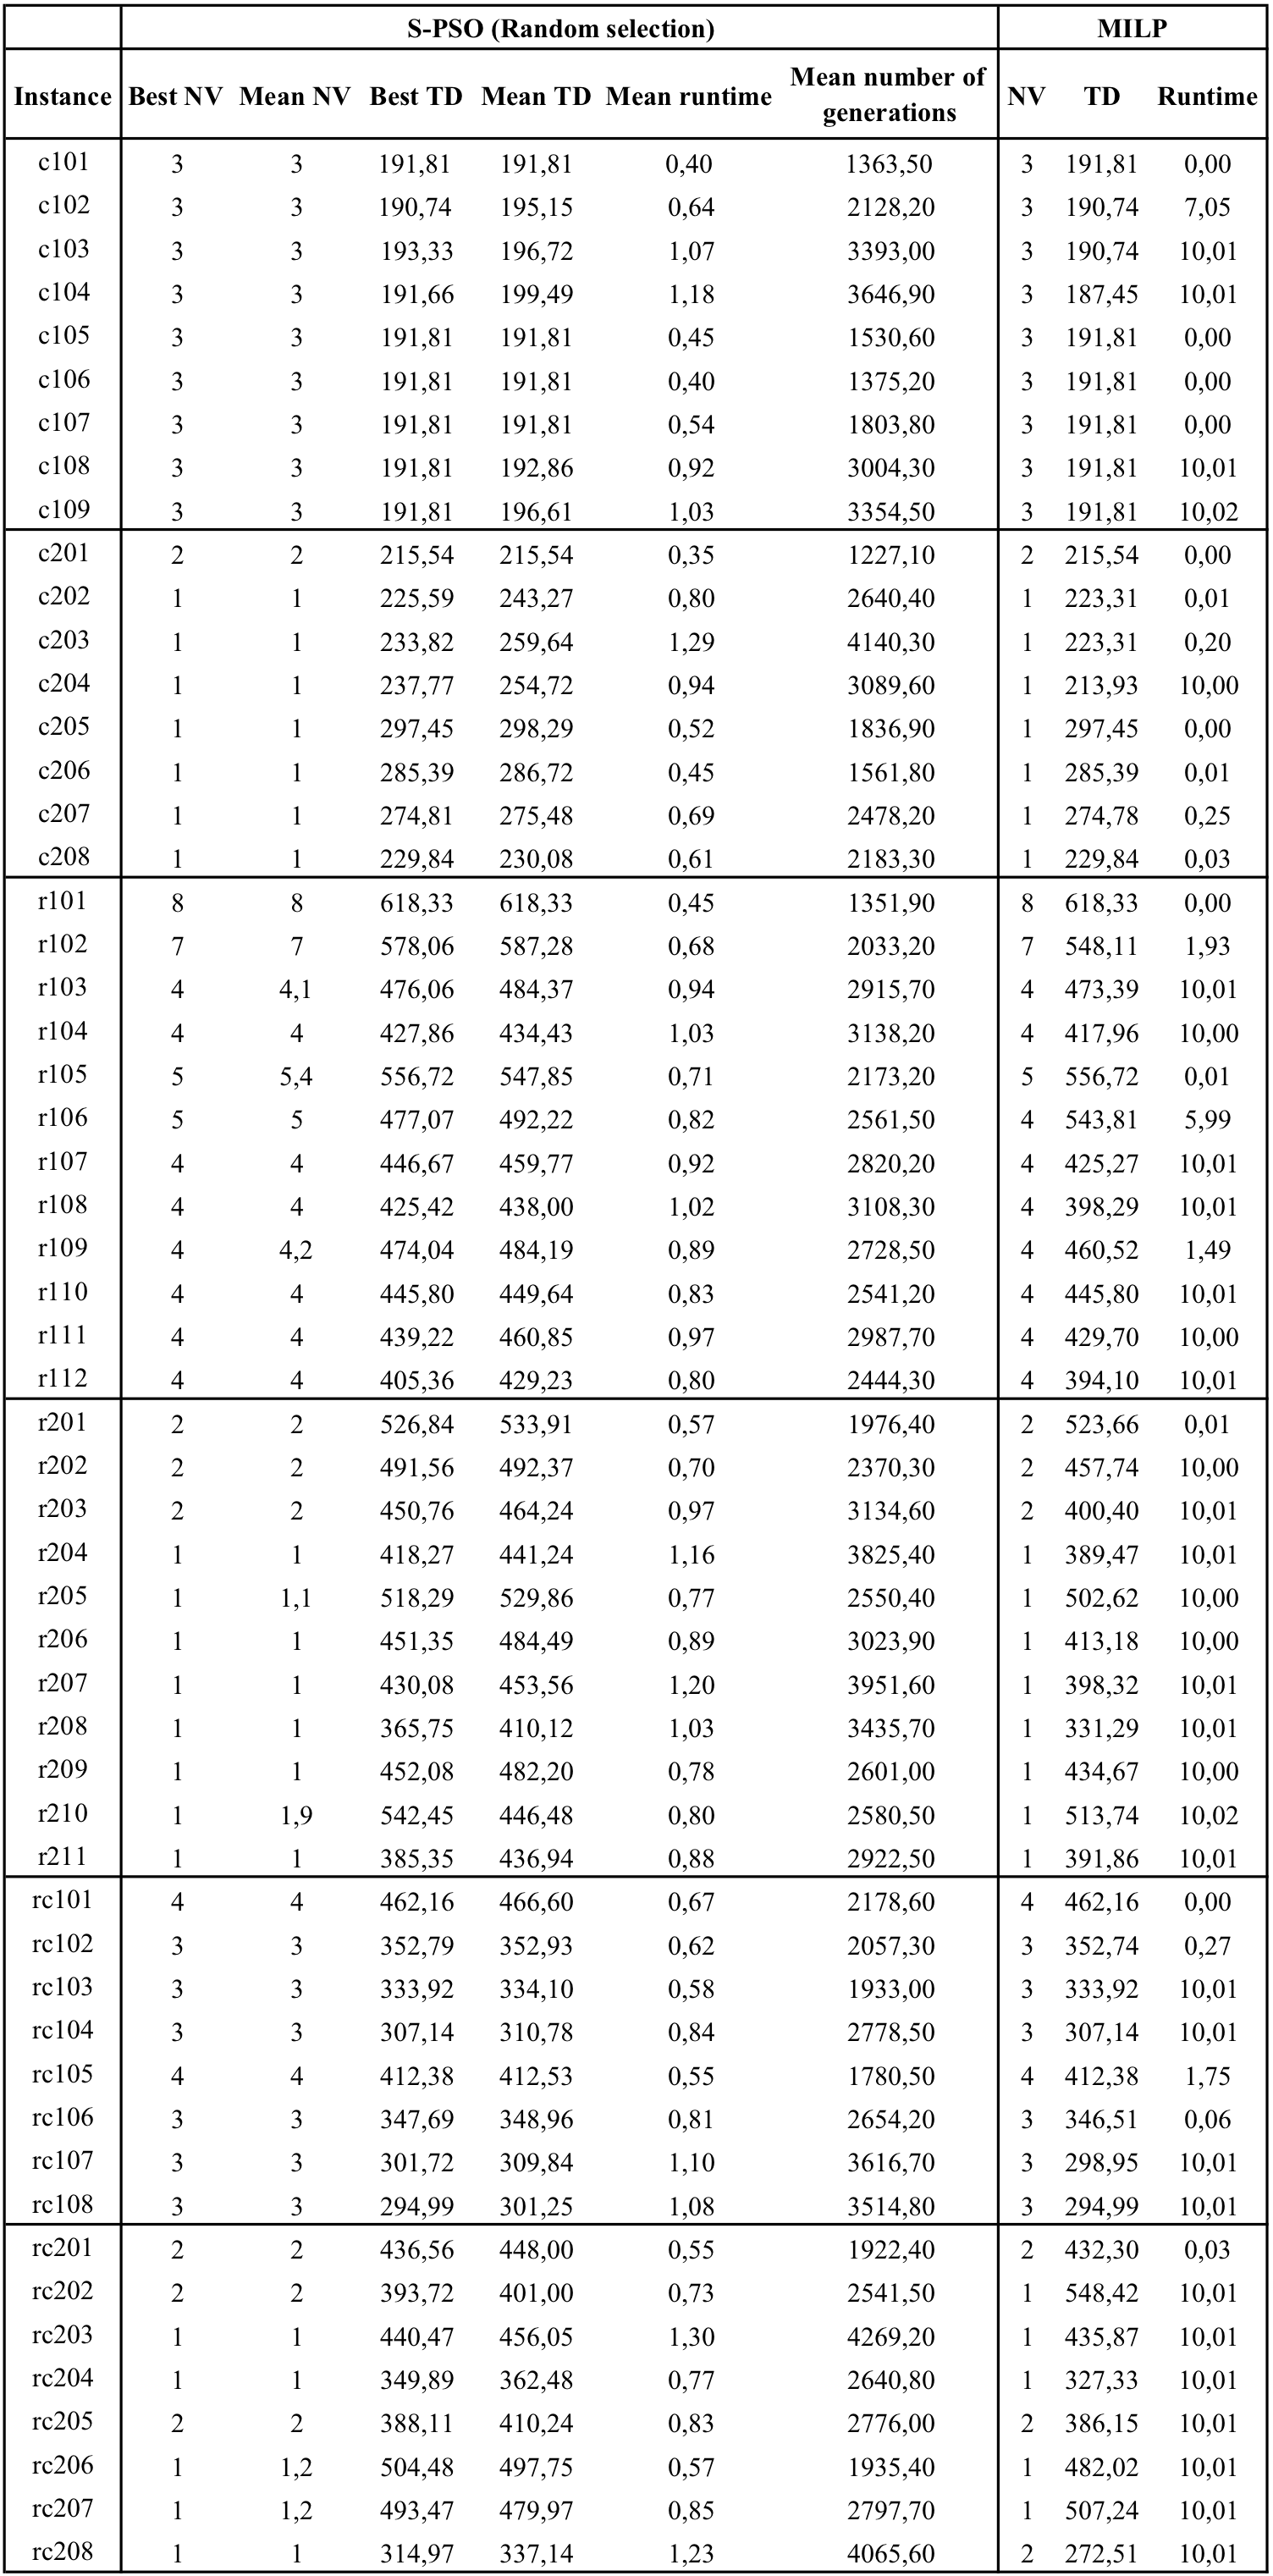 S-PSO (Random selection) MILP
Instance Best NV Mean NV Best TD Mean TD Mean runtime Mean number of generations NV TD Runtime
c101 3 3 191,81 191,81 0,40 1363,50 3 191,81 0,00
c102 3 3 190,74 195,15 0,64 2128,20 3 190,74 7,05
c103 3 3 193,33 196,72 1,07 3393,00 3 190,74 10,01
c104 3 3 191,66 199,49 1,18 3646,90 3 187,45 10,01
c105 3 3 191,81 191,81 0,45 1530,60 3 191,81 0,00
c106 3 3 191,81 191,81 0,40 1375,20 3 191,81 0,00
c107 3 3 191,81 191,81 0,54 1803,80 3 191,81 0,00
c108 3 3 191,81 192,86 0,92 3004,30 3 191,81 10,01
c109 3 3 191,81 196,61 1,03 3354,50 3 191,81 10,02
c201 2 2 215,54 215,54 0,35 1227,10 2 215,54 0,00
c202 1 1 225,59 243,27 0,80 2640,40 1 223,31 0,01
c203 1 1 233,82 259,64 1,29 4140,30 1 223,31 0,20
c204 1 1 237,77 254,72 0,94 3089,60 1 213,93 10,00
c205 1 1 297,45 298,29 0,52 1836,90 1 297,45 0,00
c206 1 1 285,39 286,72 0,45 1561,80 1 285,39 0,01
c207 1 1 274,81 275,48 0,69 2478,20 1 274,78 0,25
c208 1 1 229,84 230,08 0,61 2183,30 1 229,84 0,03
r101 8 8 618,33 618,33 0,45 1351,90 8 618,33 0,00
r102 7 7 578,06 587,28 0,68 2033,20 7 548,11 1,93
r103 4 4,1 476,06 484,37 0,94 2915,70 4 473,39 10,01
r104 4 4 427,86 434,43 1,03 3138,20 4 417,96 10,00
r105 5 5,4 556,72 547,85 0,71 2173,20 5 556,72 0,01
r106 5 5 477,07 492,22 0,82 2561,50 4 543,81 5,99
r107 4 4 446,67 459,77 0,92 2820,20 4 425,27 10,01
r108 4 4 425,42 438,00 1,02 3108,30 4 398,29 10,01
r109 4 4,2 474,04 484,19 0,89 2728,50 4 460,52 1,49
r110 4 4 445,80 449,64 0,83 2541,20 4 445,80 10,01
r111 4 4 439,22 460,85 0,97 2987,70 4 429,70 10,00
r112 4 4 405,36 429,23 0,80 2444,30 4 394,10 10,01
r201 2 2 526,84 533,91 0,57 1976,40 2 523,66 0,01
r202 2 2 491,56 492,37 0,70 2370,30 2 457,74 10,00
r203 2 2 450,76 464,24 0,97 3134,60 2 400,40 10,01
r204 1 1 418,27 441,24 1,16 3825,40 1 389,47 10,01
r205 1 1,1 518,29 529,86 0,77 2550,40 1 502,62 10,00
r206 1 1 451,35 484,49 0,89 3023,90 1 413,18 10,00
r207 1 1 430,08 453,56 1,20 3951,60 1 398,32 10,01
r208 1 1 365,75 410,12 1,03 3435,70 1 331,29 10,01
r209 1 1 452,08 482,20 0,78 2601,00 1 434,67 10,00
r210 1 1,9 542,45 446,48 0,80 2580,50 1 513,74 10,02
r211 1 1 385,35 436,94 0,88 2922,50 1 391,86 10,01
rc101 4 4 462,16 466,60 0,67 2178,60 4 462,16 0,00
rc102 3 3 352,79 352,93 0,62 2057,30 3 352,74 0,27
rc103 3 3 333,92 334,10 0,58 1933,00 3 333,92 10,01
rc104 3 3 307,14 310,78 0,84 2778,50 3 307,14 10,01
rc105 4 4 412,38 412,53 0,55 1780,50 4 412,38 1,75
rc106 3 3 347,69 348,96 0,81 2654,20 3 346,51 0,06
rc107 3 3 301,72 309,84 1,10 3616,70 3 298,95 10,01
rc108 3 3 294,99 301,25 1,08 3514,80 3 294,99 10,01
rc201 2 2 436,56 448,00 0,55 1922,40 2 432,30 0,03
rc202 2 2 393,72 401,00 0,73 2541,50 1 548,42 10,01
rc203 1 1 440,47 456,05 1,30 4269,20 1 435,87 10,01
rc204 1 1 349,89 362,48 0,77 2640,80 1 327,33 10,01
rc205 2 2 388,11 410,24 0,83 2776,00 2 386,15 10,01
rc206 1 1,2 504,48 497,75 0,57 1935,40 1 482,02 10,01
rc207 1 1,2 493,47 479,97 0,85 2797,70 1 507,24 10,01
rc208 1 1 314,97 337,14 1,23 4065,60 2 272,51 10,01